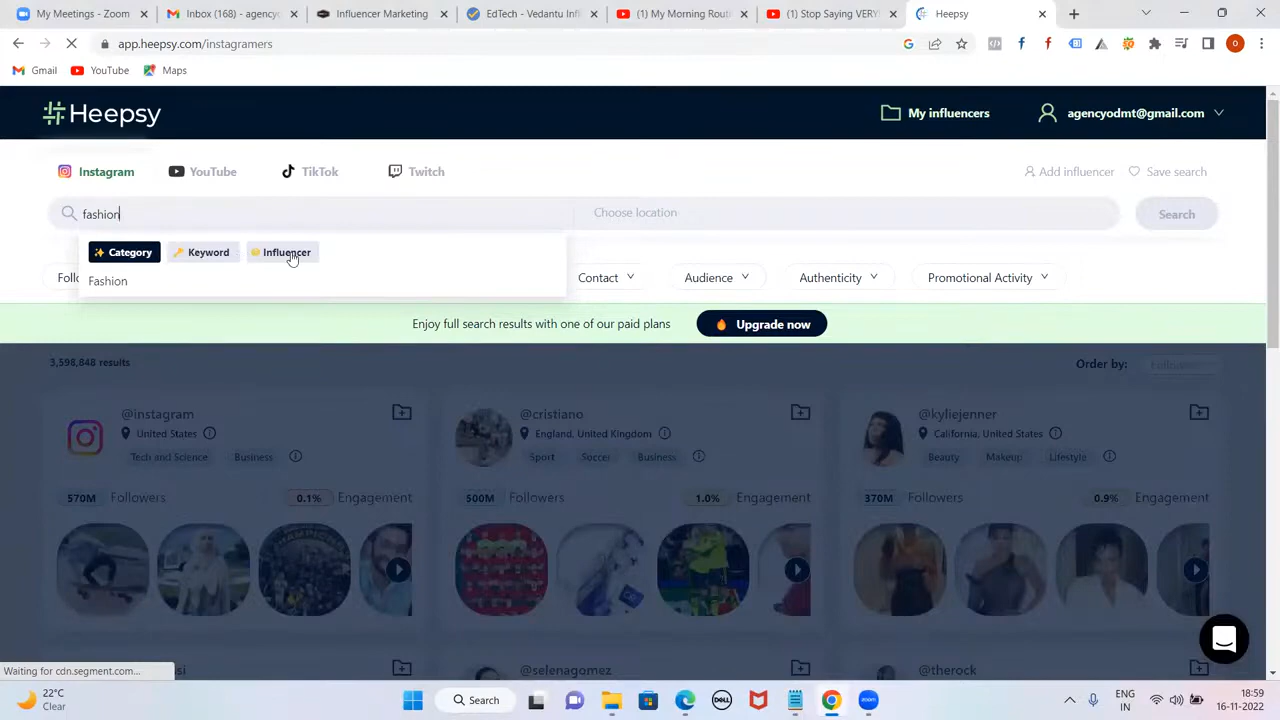 My Meetings - Zoom
Inbox (168) - agency
Influencer Marketing
EdTech - Vedantu Infl
(1) My Morning Rout
(1) Stop Saying VERY!
Heepsy
app.heepsy.com/instagramers
Gmail
YouTube
Maps
Heepsy
My influencers
agencyodmt@gmail.com
Instagram
YouTube
TikTok
Twitch
Add influencer
Save search
fashion
Choose location
Search
Category
Keyword
Influencer
Fashion
Foll
Contact
Audience
Authenticity
Promotional Activity
Enjoy full search results with one of our paid plans
Upgrade now
3,598,848 results
Order by:
Followers
@instagram
United States
Tech and Science
Business
570M Followers
0.1% Engagement
@cristiano
England, United Kingdom
Sport
Soccer
Business
500M Followers
1.0% Engagement
@kyliejenner
California, United States
Beauty
Makeup
Lifestyle
370M Followers
0.9% Engagement
@selenagomez
@therock
Waiting for cdn.segment.com...
22°C
Clear
Search
ENG
IN
18:59
16-11-2022